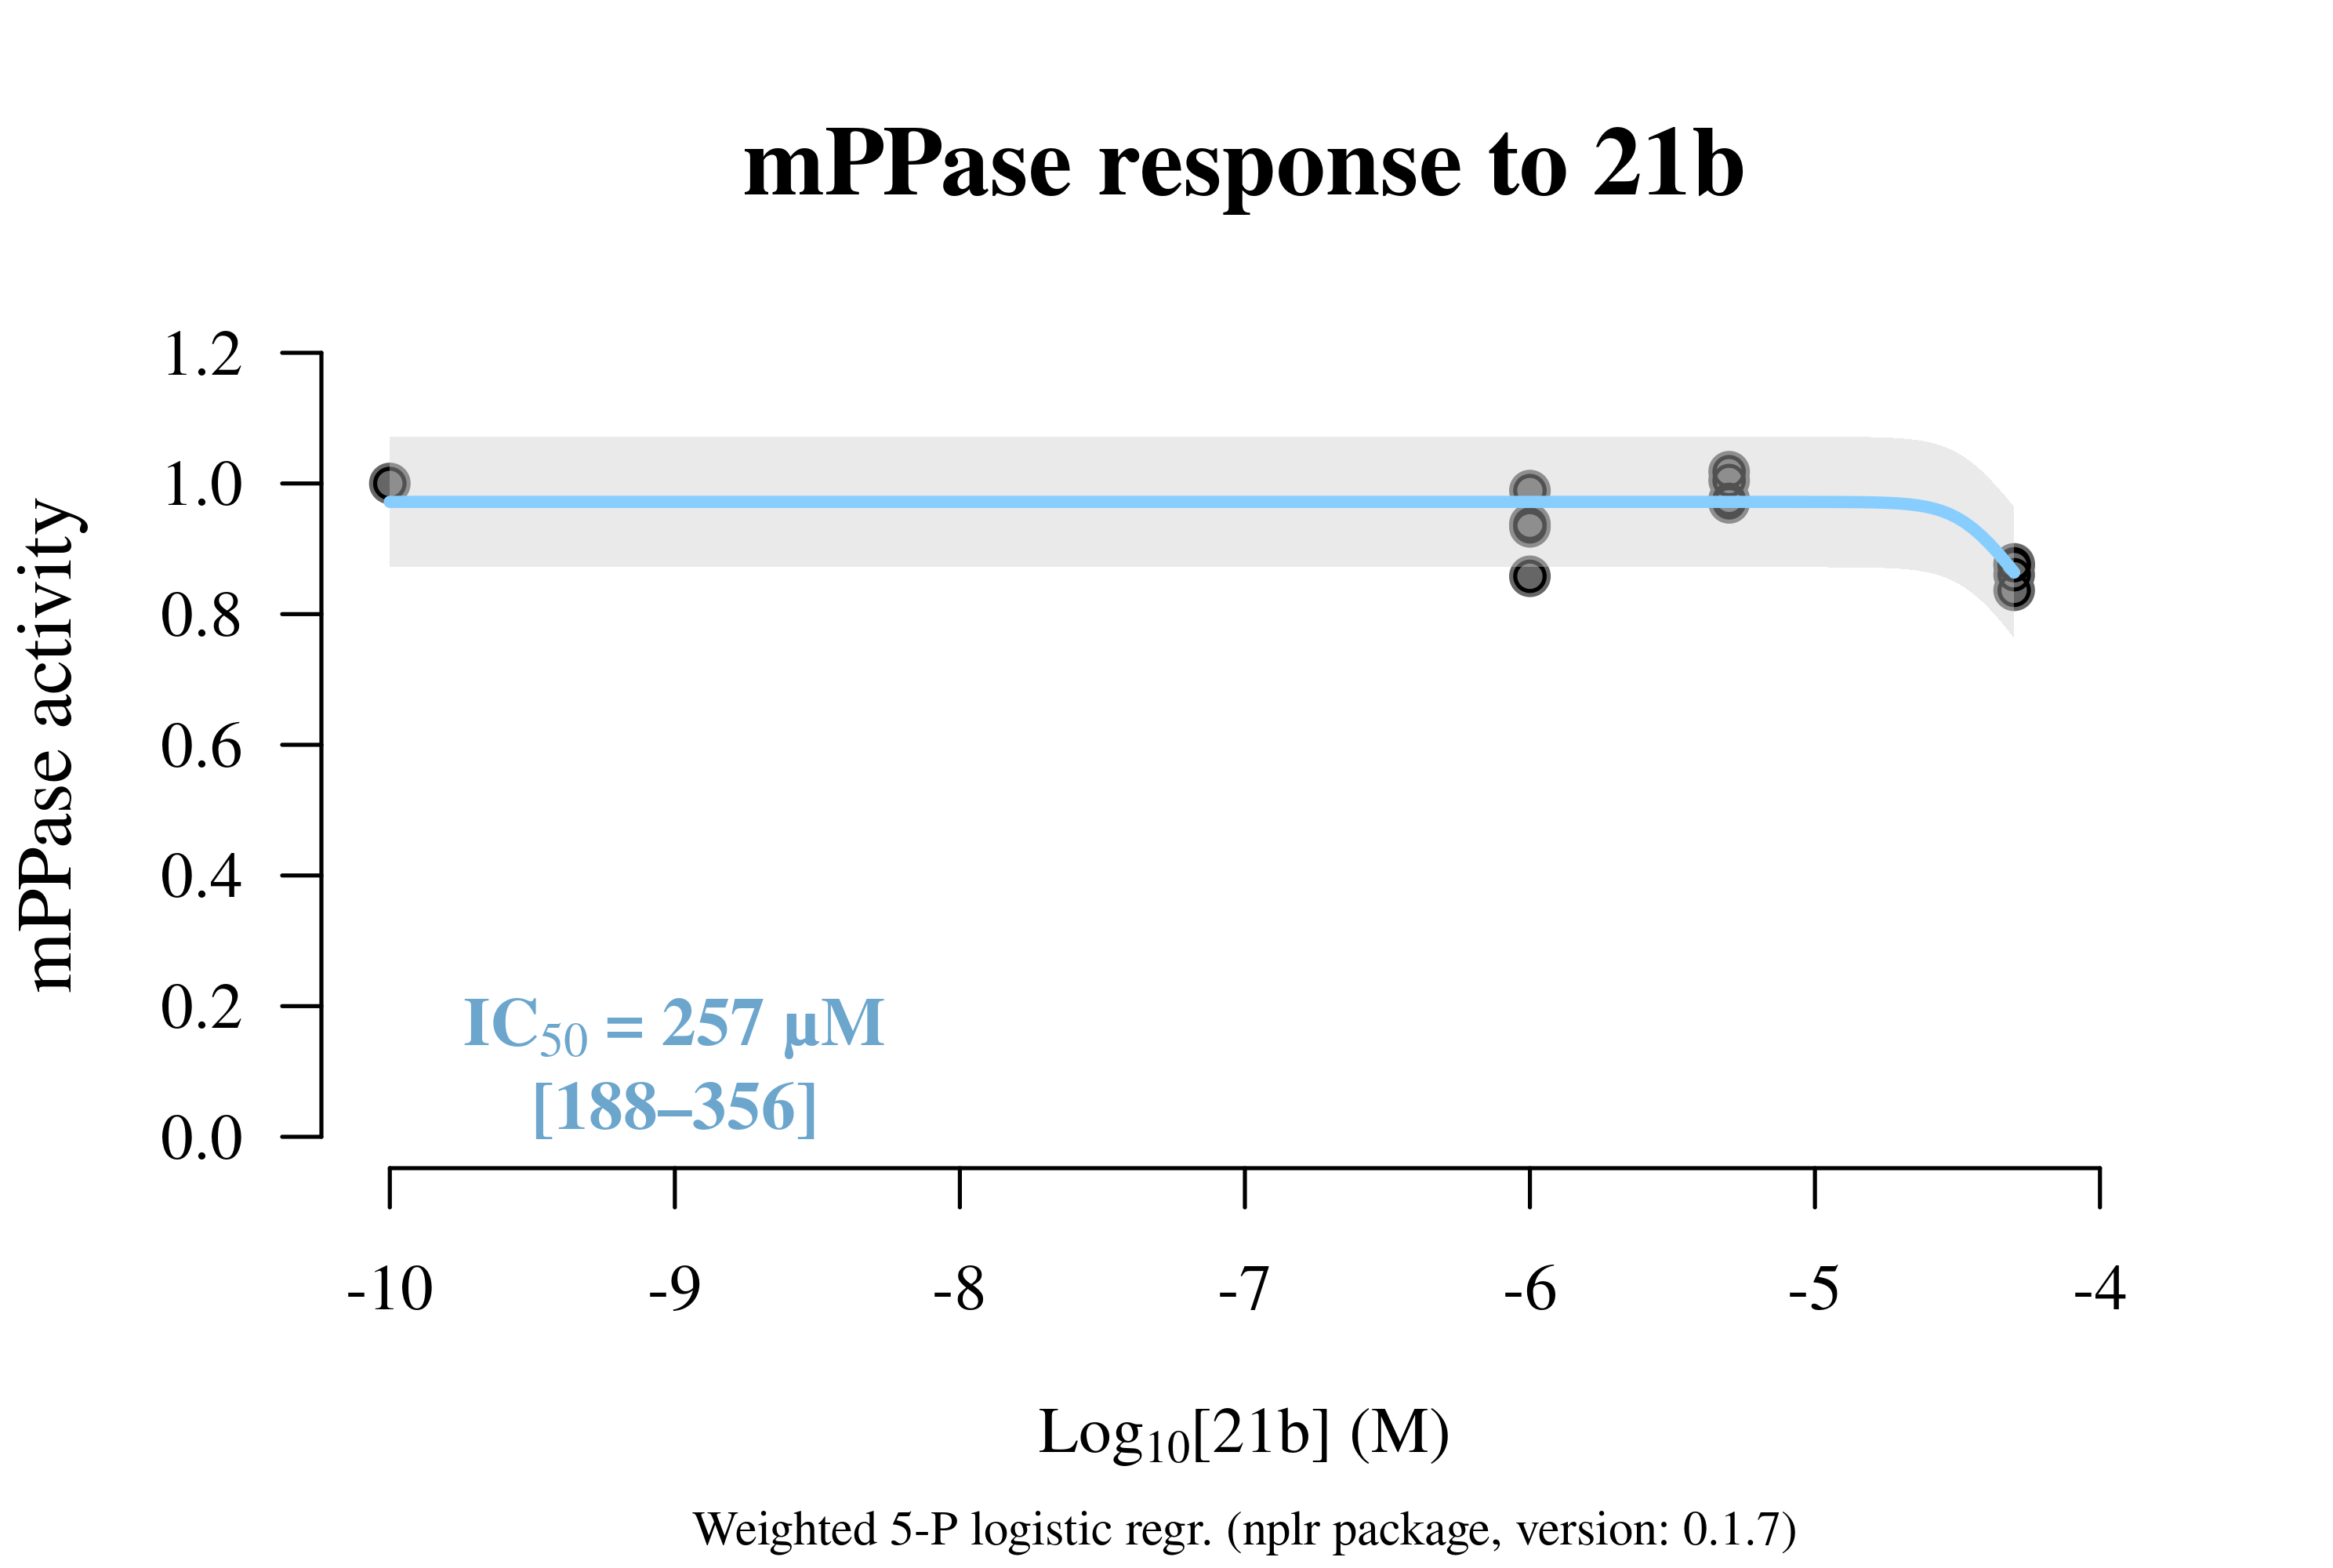 mPPase response to 21b
mPPase activity
1.2
1.0
0.8
0.6
0.4
0.2
0.0
IC50 = 257 µM
[188–356]
-10 -9 -8 -7 -6 -5 -4
Log10[21b] (M)
Weighted 5-P logistic regr. (nplr package, version: 0.1.7)